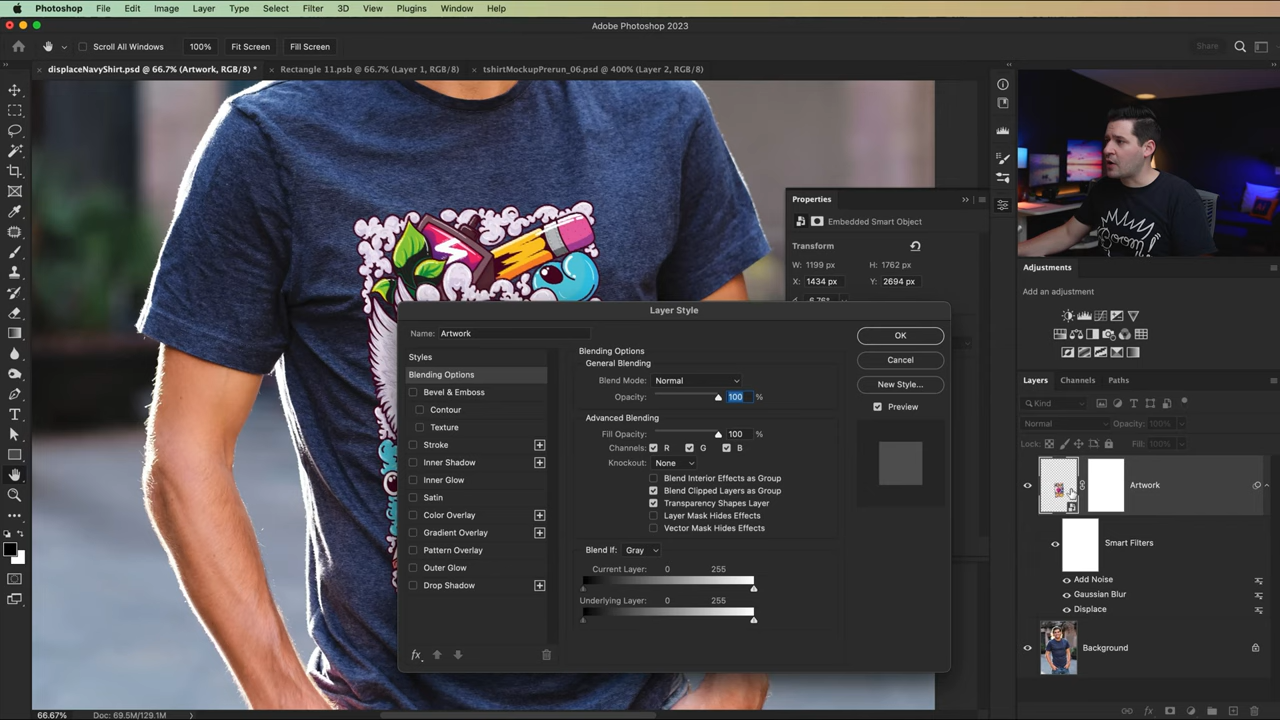 Photoshop File Edit Image Layer Type Select Filter 3D View Plugins Window Help
Adobe Photoshop 2023
Scroll All Windows 100% Fit Screen Fill Screen Share
displaceNavyShirt.psd @ 66.7% (Artwork, RGB/8) * Rectangle 11.psb @ 66.7% (Layer 1, RGB/8) tshirtMockupPrerun_06.psd @ 400% (Layer 2, RGB/8)
Boom
Properties
Embedded Smart Object
Transform
W: 1199 px H: 1762 px
X: 1434 px Y: 2694 px
Adjustments
Add an adjustment
Layer Style
Name: Artwork
Styles
Blending Options
Bevel & Emboss
Contour
Texture
Stroke
Inner Shadow
Inner Glow
Satin
Color Overlay
Gradient Overlay
Pattern Overlay
Outer Glow
Drop Shadow
fx
Blending Options
General Blending
Blend Mode: Normal
Opacity: 100 %
Advanced Blending
Fill Opacity: 100 %
Channels: R G B
Knockout: None
Blend Interior Effects as Group
Blend Clipped Layers as Group
Transparency Shapes Layer
Layer Mask Hides Effects
Vector Mask Hides Effects
Blend If: Gray
Current Layer: 0 255
Underlying Layer: 0 255
OK
Cancel
New Style...
Preview
Layers Channels Paths
Kind
Normal Opacity: 100%
Lock: Fill: 100%
Artwork
Smart Filters
Add Noise
Gaussian Blur
Displace
Background
fx
66.67% Doc: 69.5M/129.1M